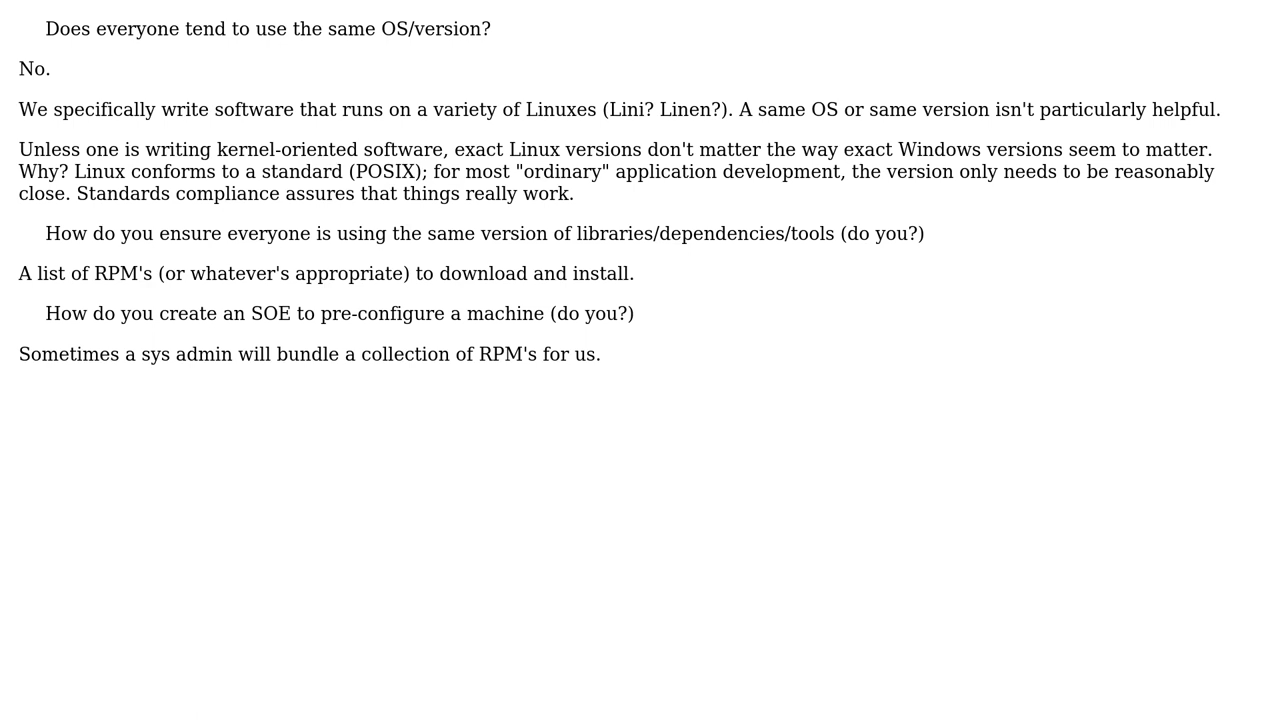 Does everyone tend to use the same OS/version?
No.
We specifically write software that runs on a variety of Linuxes (Lini? Linen?). A same OS or same version isn't particularly helpful.
Unless one is writing kernel-oriented software, exact Linux versions don't matter the way exact Windows versions seem to matter.
Why? Linux conforms to a standard (POSIX); for most "ordinary" application development, the version only needs to be reasonably
close. Standards compliance assures that things really work.
How do you ensure everyone is using the same version of libraries/dependencies/tools (do you?)
A list of RPM's (or whatever's appropriate) to download and install.
How do you create an SOE to pre-configure a machine (do you?)
Sometimes a sys admin will bundle a collection of RPM's for us.